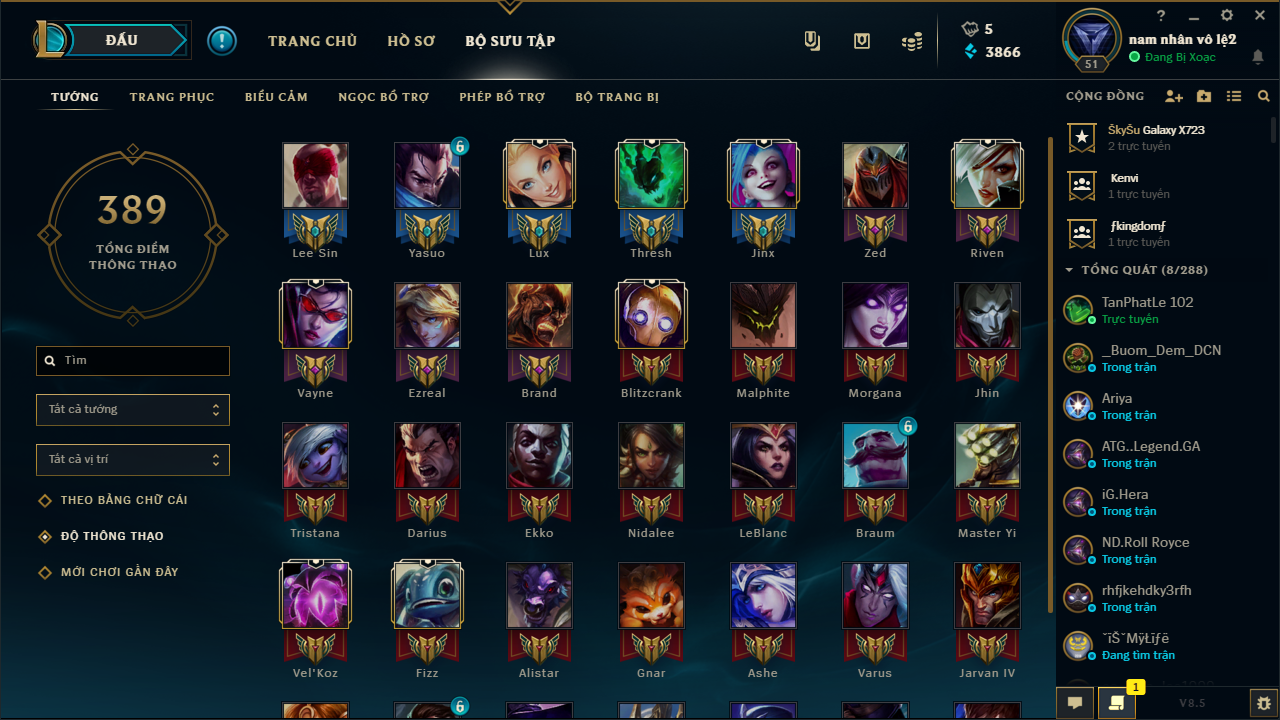 ĐẤU
!
TRANG CHỦ
HỒ SƠ
BỘ SƯU TẬP
5
3866
51
?
nam nhân vô lệ2
Đang Bị Xoạc
TƯỚNG
TRANG PHỤC
BIỂU CẢM
NGỌC BỔ TRỢ
PHÉP BỔ TRỢ
BỘ TRANG BỊ
CỘNG ĐỒNG
389
TỔNG ĐIỂM
THÔNG THẠO
Tìm
Tất cả tướng
Tất cả vị trí
THEO BẢNG CHỮ CÁI
ĐỘ THÔNG THẠO
MỚI CHƠI GẦN ĐÂY
6
Lee Sin
Yasuo
Lux
Thresh
Jinx
Zed
Riven
Vayne
Ezreal
Brand
Blitzcrank
Malphite
Morgana
Jhin
6
Tristana
Darius
Ekko
Nidalee
LeBlanc
Braum
Master Yi
Vel'Koz
Fizz
Alistar
Gnar
Ashe
Varus
Jarvan IV
6
ŠkyŠu Galaxy X723
2 trực tuyến
Kenvi
1 trực tuyến
ƒkingdomƒ
1 trực tuyến
TỔNG QUÁT (8/288)
TanPhatLe 102
Trực tuyến
_Buom_Dem_DCN
Trong trận
Ariya
Trong trận
ATG..Legend.GA
Trong trận
iG.Hera
Trong trận
ND.Roll Royce
Trong trận
rhfjkehdky3rfh
Trong trận
ˇîŠˇMÿŁïƒë
Đang tìm trận
1
V8.5